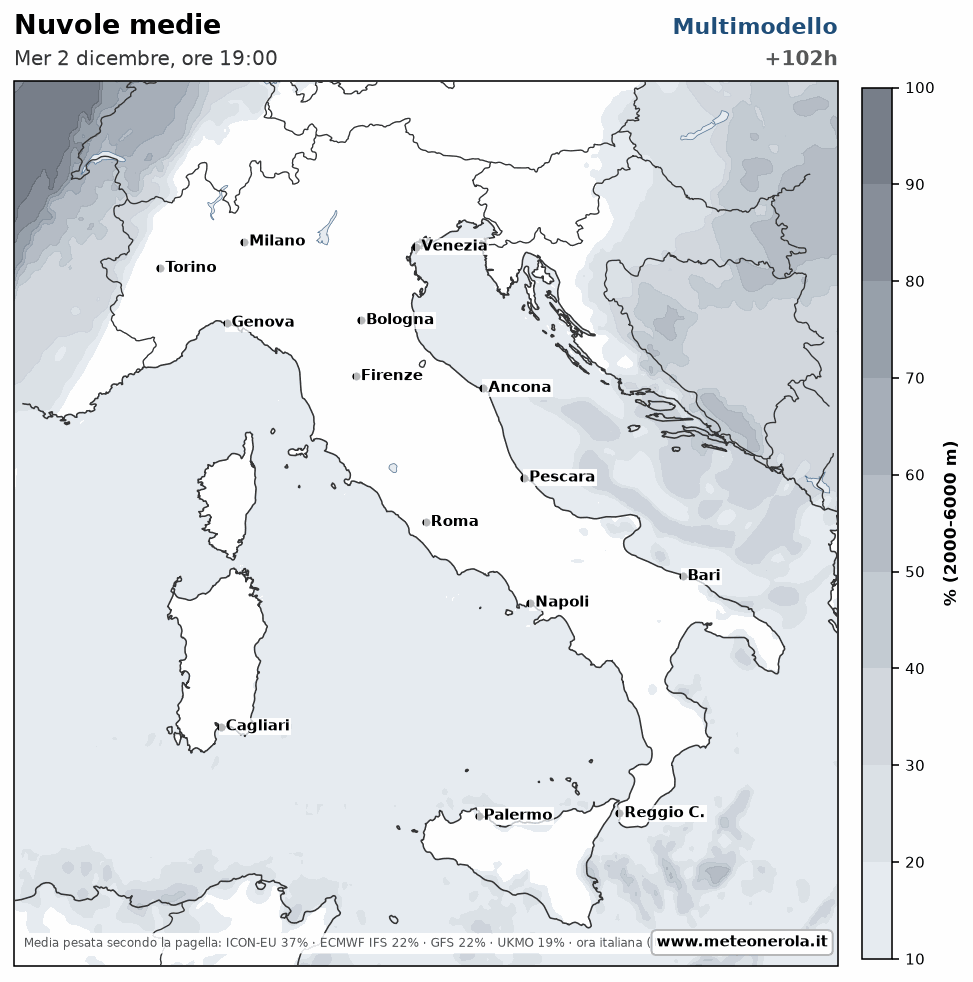 Nuvole medie
Multimodello
Mer 2 dicembre, ore 19:00
+102h
100
90
80
70
60
50
40
30
20
10
% (2000-6000 m)
Milano
Venezia
Torino
Genova
Bologna
Firenze
Ancona
Pescara
Roma
Bari
Napoli
Cagliari
Palermo
Reggio C.
Media pesata secondo la pagella: ICON-EU 37% · ECMWF IFS 22% · GFS 22% · UKMO 19% · ora italiana (
www.meteonerola.it